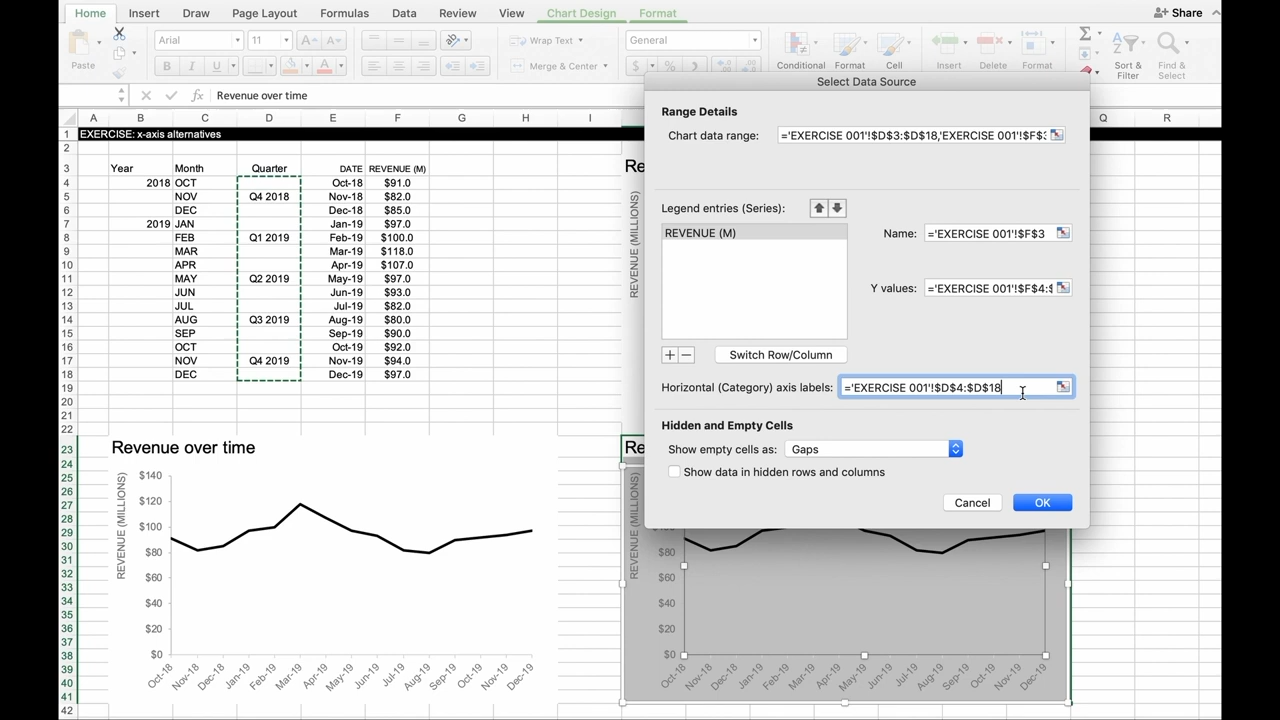 Home Insert Draw Page Layout Formulas Data Review View Chart Design Format Share
Arial 11 A A Wrap Text General
Paste B I U A Merge & Center $ Conditional Format Cell Insert Delete Format Sort & Filter Find & Select
fx Revenue over time
A B C D E F G H I Q R
1 EXERCISE: x-axis alternatives
2
3 Year Month Quarter DATE REVENUE (M)
4 2018 OCT Oct-18 $91.0
5 NOV Q4 2018 Nov-18 $82.0
6 DEC Dec-18 $85.0
7 2019 JAN Jan-19 $97.0
8 FEB Q1 2019 Feb-19 $100.0
9 MAR Mar-19 $118.0
10 APR Apr-19 $107.0
11 MAY Q2 2019 May-19 $97.0
12 JUN Jun-19 $93.0
13 JUL Jul-19 $82.0
14 AUG Q3 2019 Aug-19 $80.0
15 SEP Sep-19 $90.0
16 OCT Oct-19 $92.0
17 NOV Q4 2019 Nov-19 $94.0
18 DEC Dec-19 $97.0
19
20
21
22
23
24
25
26
27
28
29
30
31
32
33
34
35
36
37
38
39
40
41
42
Revenue over time
REVENUE (MILLIONS)
$140
$120
$100
$80
$60
$40
$20
$0
Oct-18 Nov-18 Dec-18 Jan-19 Feb-19 Mar-19 Apr-19 May-19 Jun-19 Jul-19 Aug-19 Sep-19 Oct-19 Nov-19 Dec-19
Re
REVENUE (MILLIONS)
Re
REVENUE (MILLIONS)
$100
$80
$60
$40
$20
$0
Oct-18 Nov-18 Dec-18 Jan-19 Feb-19 Mar-19 Apr-19 May-19 Jun-19 Jul-19 Aug-19 Sep-19 Oct-19 Nov-19 Dec-19
Select Data Source
Range Details
Chart data range: ='EXERCISE 001'!$D$3:$D$18,'EXERCISE 001'!$F$3
Legend entries (Series):
REVENUE (M)
Name: ='EXERCISE 001'!$F$3
Y values: ='EXERCISE 001'!$F$4:$
+ − Switch Row/Column
Horizontal (Category) axis labels: ='EXERCISE 001'!$D$4:$D$18
Hidden and Empty Cells
Show empty cells as: Gaps
Show data in hidden rows and columns
Cancel OK